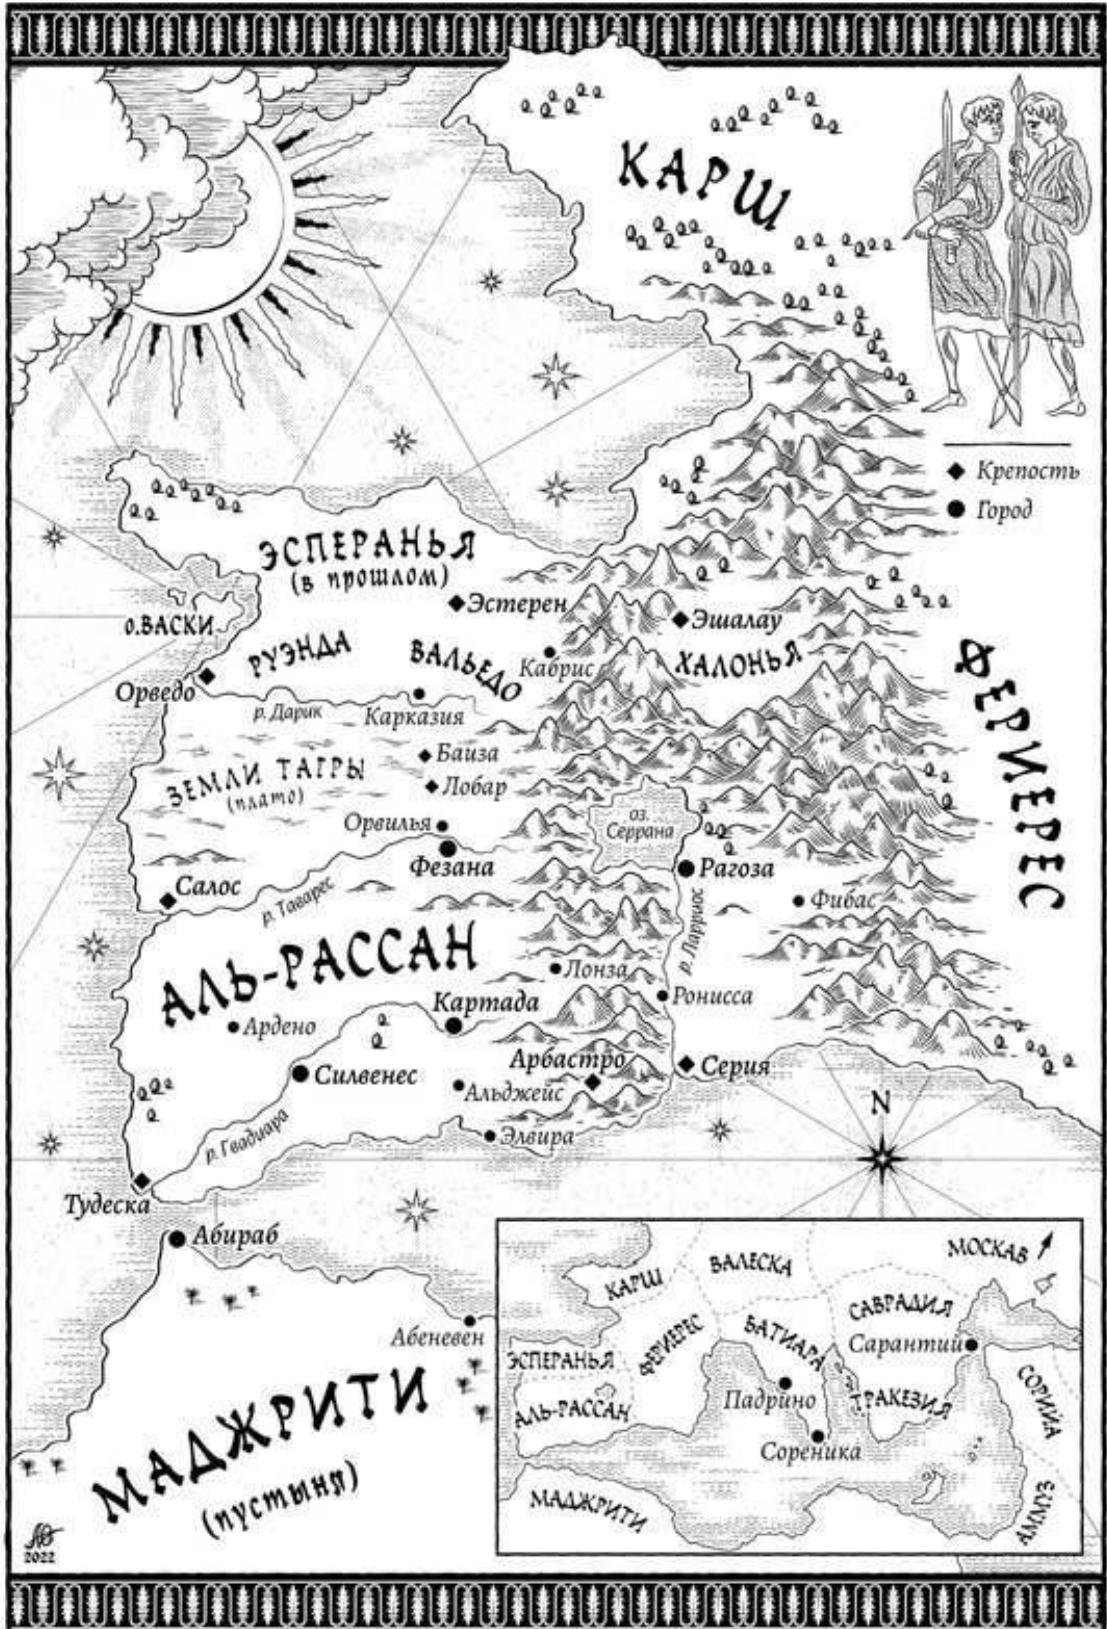 КАРШ
Крепость
Город
ЭСПЕРАНЬЯ
(в прошлом)
Эстерен
Эшалау
о.ВАСКИ
РУЭНДА
ВАЛЬЕДО
Кабрис
ХАЛОНЬЯ
ФЕРИЕРЕС
Орведо
р. Дарик
Карказия
ЗЕМЛИ ТАГРЫ
(плато)
Баиза
Лобар
Орвилья
Фезана
оз.
Серрана
Рагоза
Салос
р. Таварес
Фибас
р. Ларриос
АЛЬ-РАССАН
Лонза
Ронисса
Картада
Ардено
Арбастро
Серия
Силвенес
Альджейс
Элвира
р. Гвадиара
N
Тудеска
Абираб
Абеневен
МАДЖРИТИ
(пустыня)
2022
МОСКАВ
ВАЛЕСКА
КАРШ
САВРАДИЯ
БАТИАРА
ФЕРИЕРЕС
Сарантий
ЭСПЕРАНЬЯ
СОРИЙЯ
Падрино
ТРАКЕЗИЯ
АЛЬ-РАССАН
Сореника
МАДЖРИТИ
АММУЗ